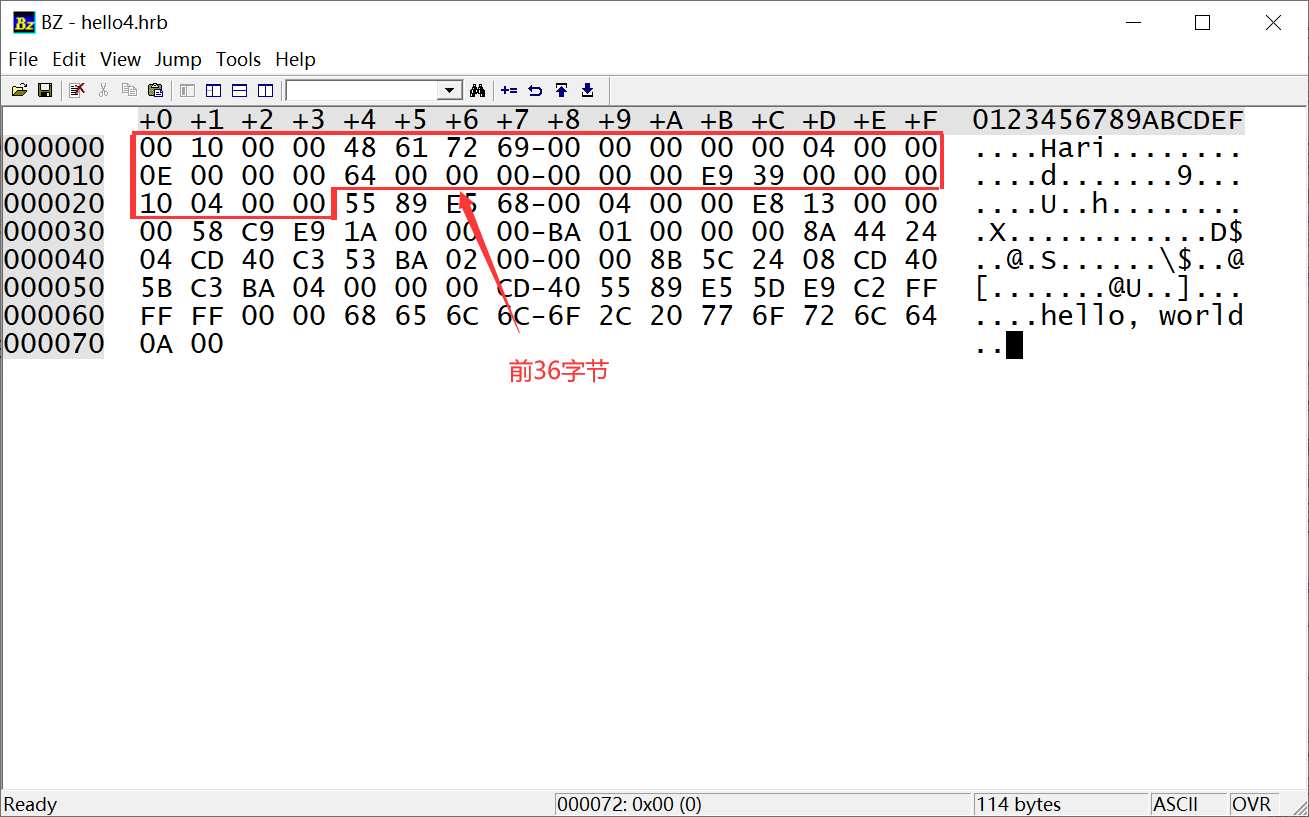 BZ - hello4.hrb
File Edit View Jump Tools Help
+0 +1 +2 +3 +4 +5 +6 +7 +8 +9 +A +B +C +D +E +F 0123456789ABCDEF
000000 00 10 00 00 48 61 72 69-00 00 00 00 00 04 00 00 ....Hari........
000010 0E 00 00 00 64 00 00 00-00 00 00 E9 39 00 00 00 ....d.......9...
000020 10 04 00 00 55 89 E5 68-00 04 00 00 E8 13 00 00 ....U..h........
000030 00 58 C9 E9 1A 00 00 00-BA 01 00 00 00 8A 44 24 .X............D$
000040 04 CD 40 C3 53 BA 02 00-00 00 8B 5C 24 08 CD 40 ..@.S......\$..@
000050 5B C3 BA 04 00 00 00 CD-40 55 89 E5 5D E9 C2 FF [.......@U..]...
000060 FF FF 00 00 68 65 6C 6C-6F 2C 20 77 6F 72 6C 64 ....hello, world
000070 0A 00 ..
前36字节
Ready 000072: 0x00 (0) 114 bytes ASCII OVR